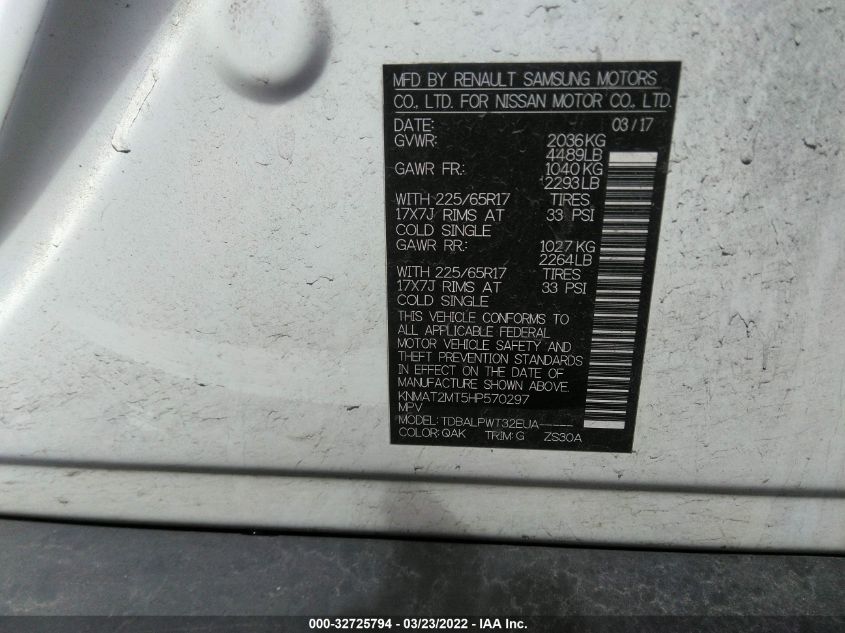 MFD BY RENAULT SAMSUNG MOTORS
CO., LTD. FOR NISSAN MOTOR CO., LTD.
DATE: 03/17
GVWR: 2036KG
4489LB
GAWR FR: 1040KG
2293LB
WITH 225/65R17 TIRES
17X7J RIMS AT 33 PSI
COLD SINGLE
GAWR RR: 1027KG
2264LB
WITH 225/65R17 TIRES
17X7J RIMS AT 33 PSI
COLD SINGLE
THIS VEHICLE CONFORMS TO
ALL APPLICABLE FEDERAL
MOTOR VEHICLE SAFETY AND
THEFT PREVENTION STANDARDS
IN EFFECT ON THE DATE OF
MANUFACTURE SHOWN ABOVE.
KNMAT2MT5HP570297
MPV
MODEL: TDBALPWT32EUA-----
COLOR: QAK TRIM: G ZS30A
000-32725794 - 03/23/2022 - IAA Inc.